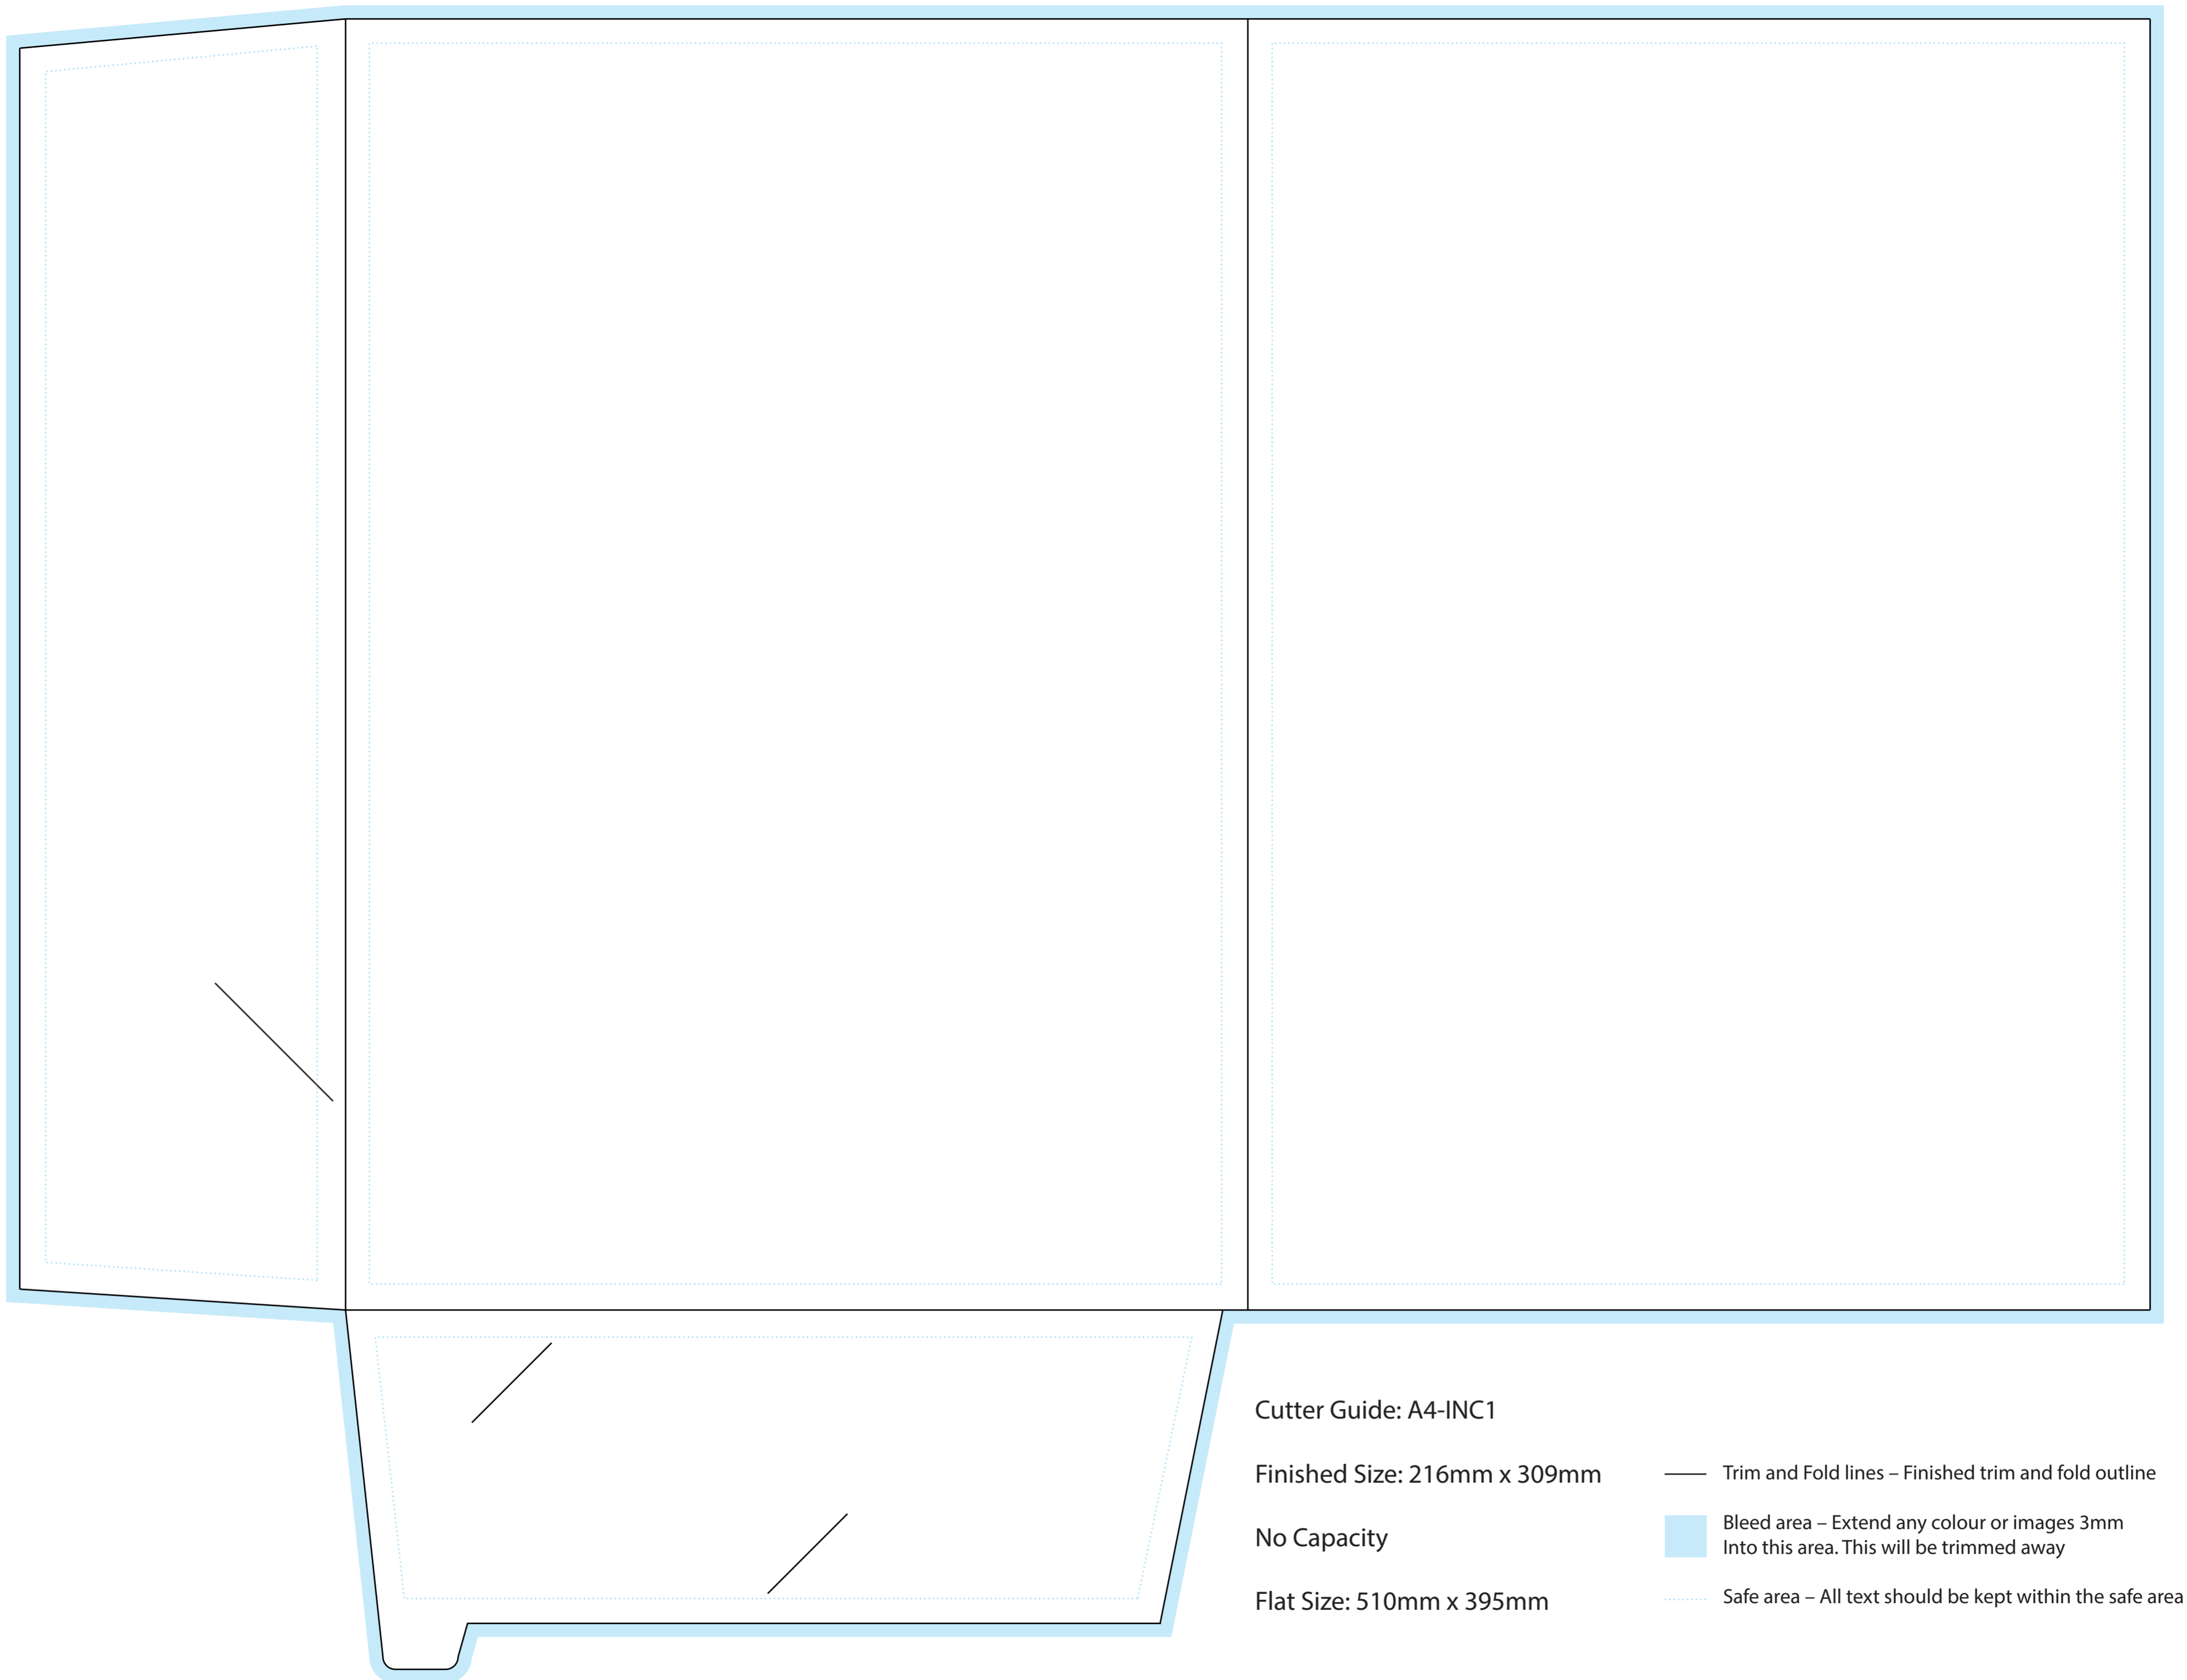 Cutter Guide: A4-INC1
Finished Size: 216mm x 309mm
No Capacity
Flat Size: 510mm x 395mm
Trim and Fold lines – Finished trim and fold outline
Bleed area – Extend any colour or images 3mm
Into this area. This will be trimmed away
Safe area – All text should be kept within the safe area